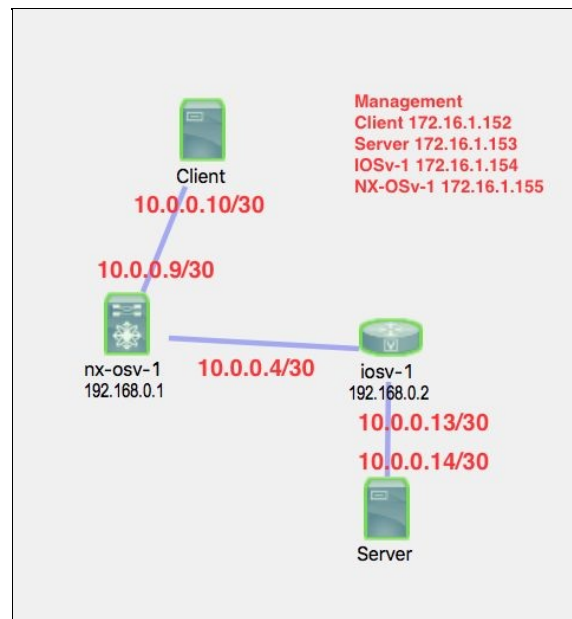 Management
Client 172.16.1.152
Server 172.16.1.153
IOSv-1 172.16.1.154
NX-OSv-1 172.16.1.155
Client
10.0.0.10/30
10.0.0.9/30
nx-osv-1
192.168.0.1
10.0.0.4/30
iosv-1
192.168.0.2
10.0.0.13/30
10.0.0.14/30
Server